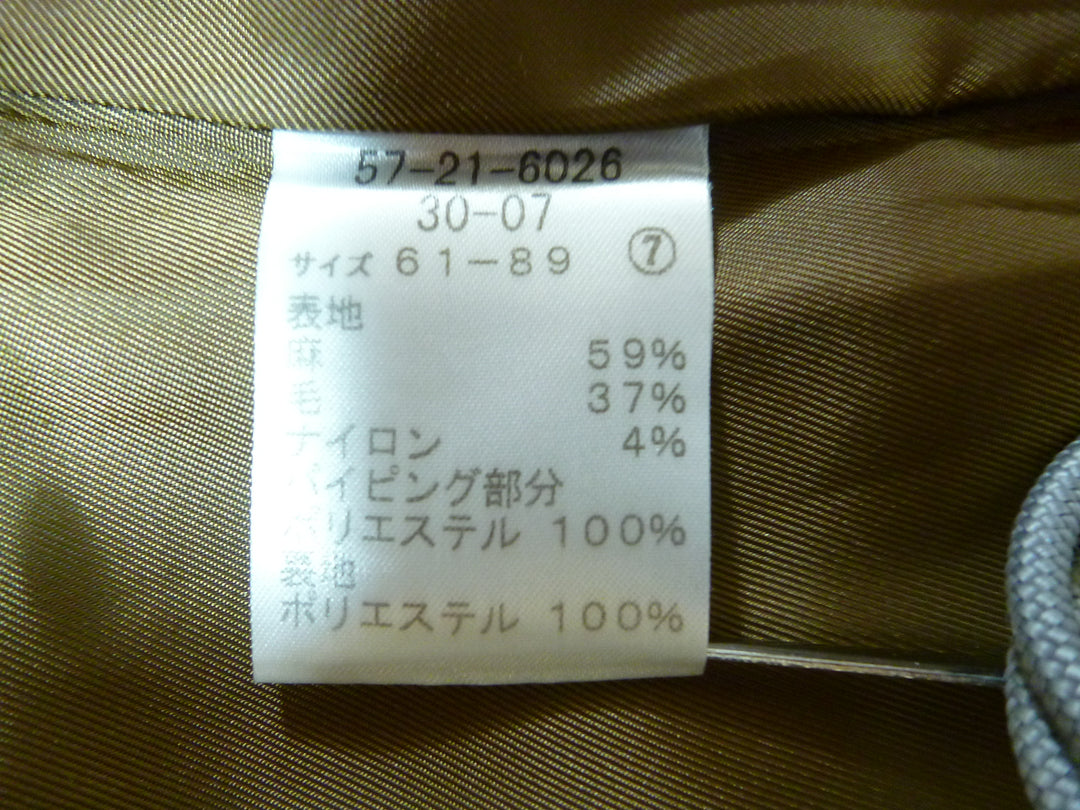 57-21-6026
30-07
サイズ 61-89 ⑦
表地
麻 59%
毛 37%
ナイロン 4%
パイピング部分
ポリエステル 100%
裏地
ポリエステル 100%